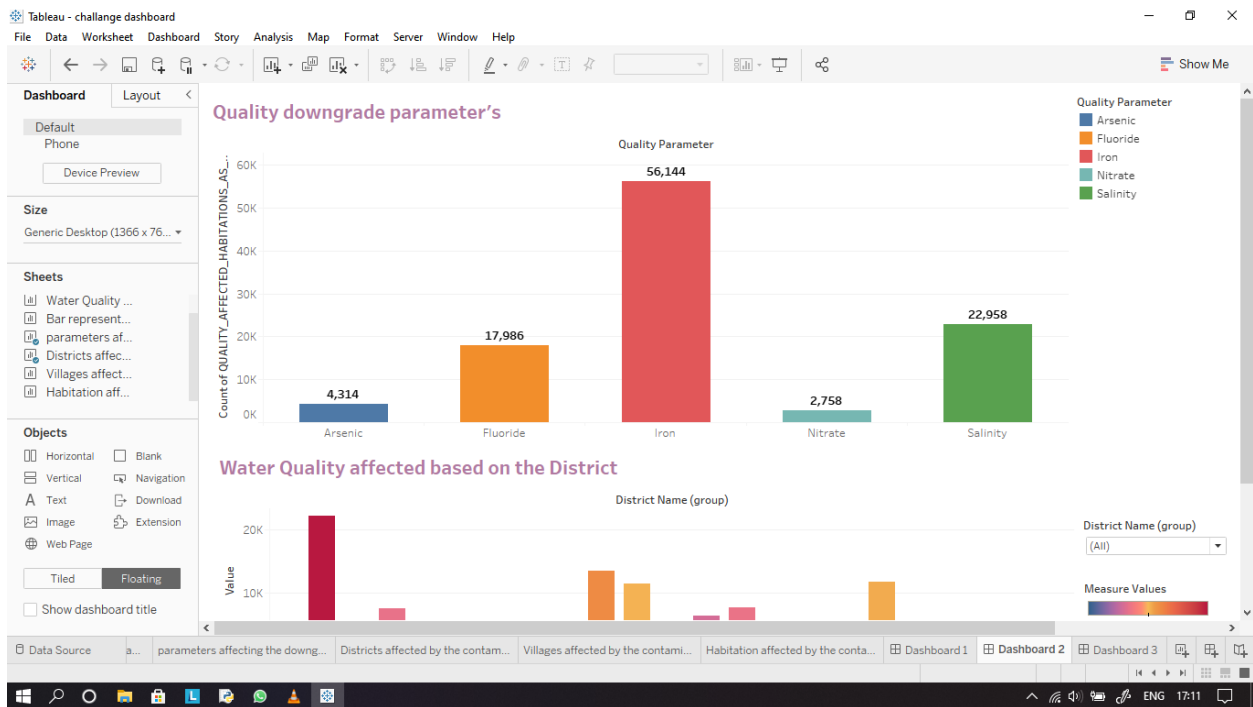 Tableau - challange dashboard
File Data Worksheet Dashboard Story Analysis Map Format Server Window Help
Show Me
Dashboard Layout
Default
Phone
Device Preview
Size
Generic Desktop (1366 x 76...
Sheets
Water Quality ...
Bar represent...
parameters af...
Districts affec...
Villages affect...
Habitation aff...
Objects
Horizontal Blank
Vertical Navigation
A Text Download
Image Extension
Web Page
Tiled Floating
Show dashboard title
Quality downgrade parameter's
Quality Parameter
Count of QUALITY_AFFECTED_HABITATIONS_AS_..
60K
50K
40K
30K
20K
10K
0K
4,314
17,986
56,144
2,758
22,958
Arsenic Fluoride Iron Nitrate Salinity
Quality Parameter
Arsenic
Fluoride
Iron
Nitrate
Salinity
Water Quality affected based on the District
District Name (group)
Value
20K
10K
District Name (group)
(All)
Measure Values
Data Source a... parameters affecting the downg... Districts affected by the contam... Villages affected by the contami... Habitation affected by the conta... Dashboard 1 Dashboard 2 Dashboard 3
L ENG 17:11